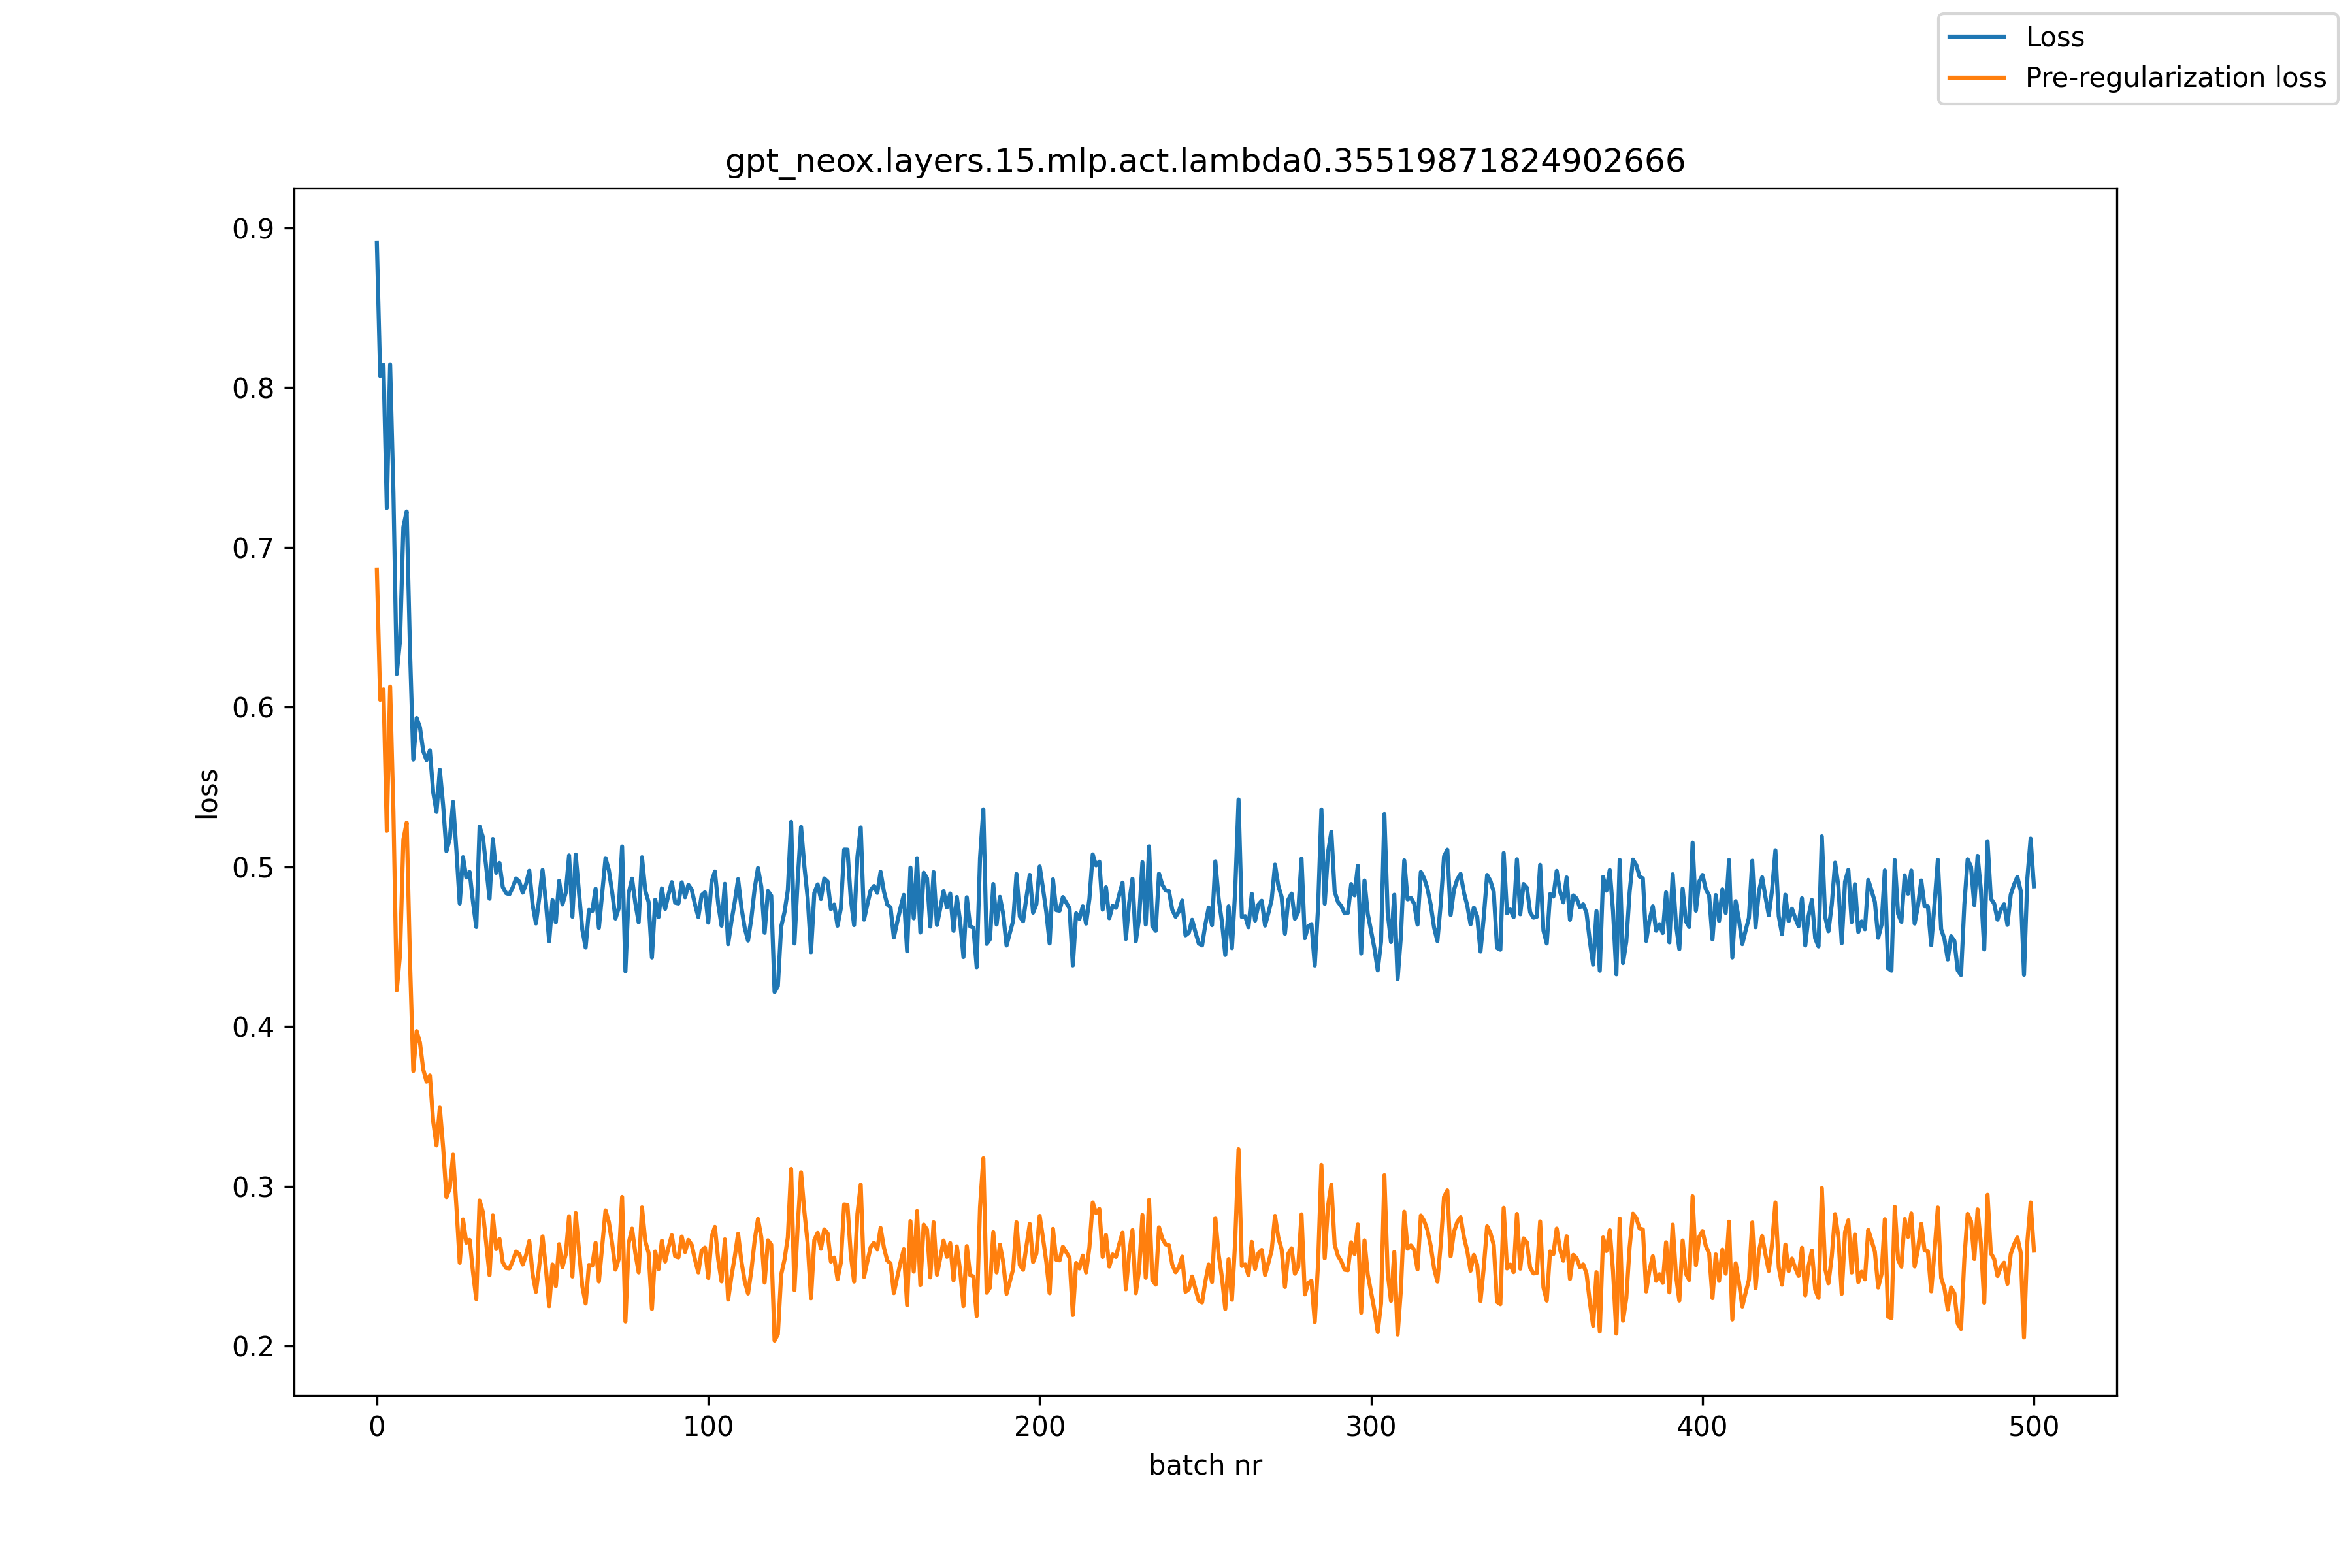 Loss
Pre-regularization loss
gpt_neox.layers.15.mlp.act.lambda0.35519871824902666
0.9
0.8
0.7
0.6
0.5
0.4
0.3
0.2
loss
0 100 200 300 400 500
batch nr